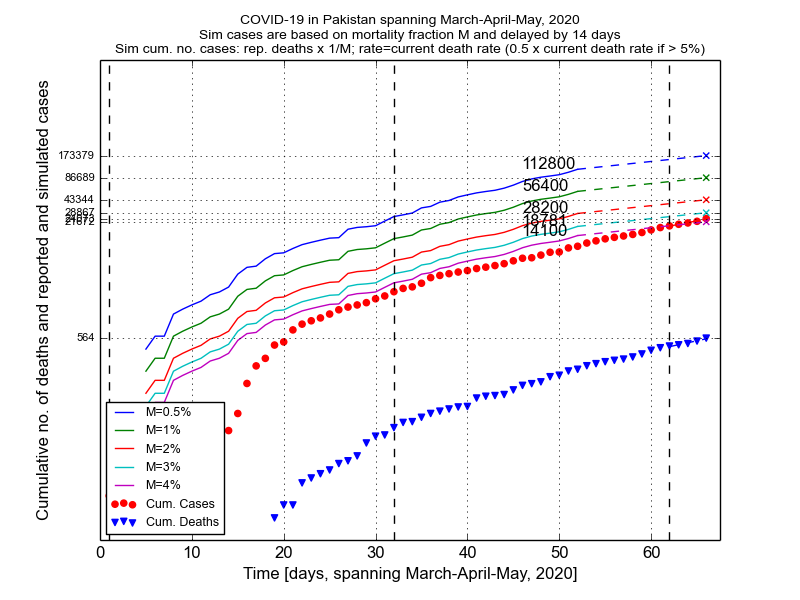 COVID-19 in Pakistan spanning March-April-May, 2020
Sim cases are based on mortality fraction M and delayed by 14 days
Sim cum. no. cases: rep. deaths x 1/M; rate=current death rate (0.5 x current death rate if > 5%)
Cumulative no. of deaths and reported and simulated cases
173379
86689
43344
28867
21672
564
112800
56400
28200
18781
14100
M=0.5%
M=1%
M=2%
M=3%
M=4%
Cum. Cases
Cum. Deaths
0 10 20 30 40 50 60
Time [days, spanning March-April-May, 2020]